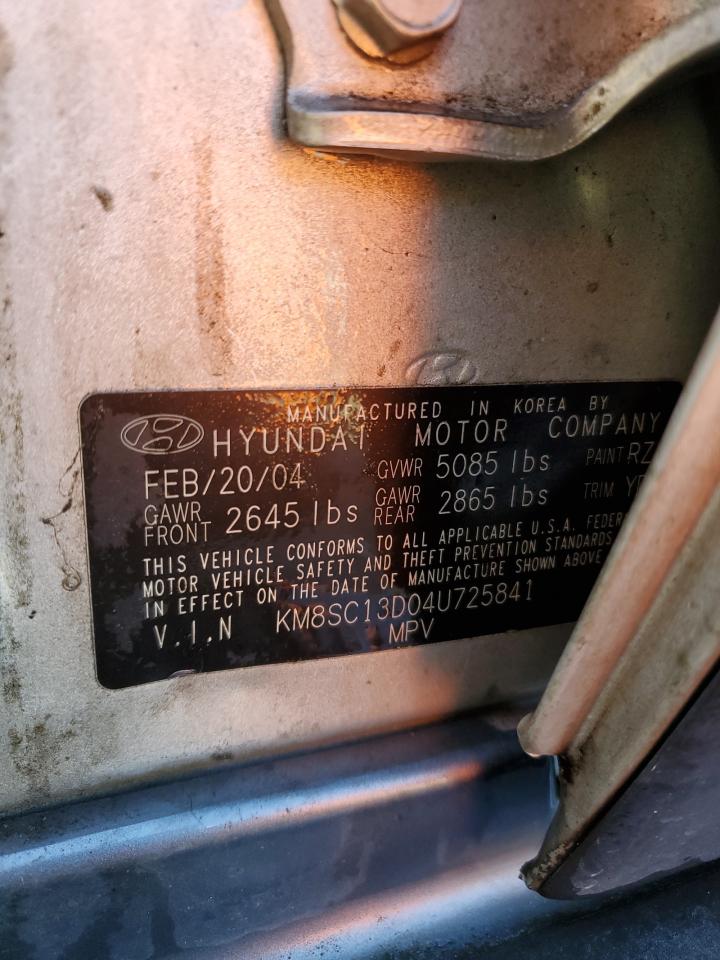 MANUFACTURED IN KOREA BY
HYUNDAI MOTOR COMPANY
FEB/20/04 GVWR 5085 lbs PAINT RZ
GAWR FRONT 2645 lbs GAWR REAR 2865 lbs TRIM
THIS VEHICLE CONFORMS TO ALL APPLICABLE U.S.A.
MOTOR VEHICLE SAFETY AND THEFT PREVENTION STANDARDS
IN EFFECT ON THE DATE OF MANUFACTURE SHOWN ABOVE
V.I.N KM8SC13D04U725841
MPV